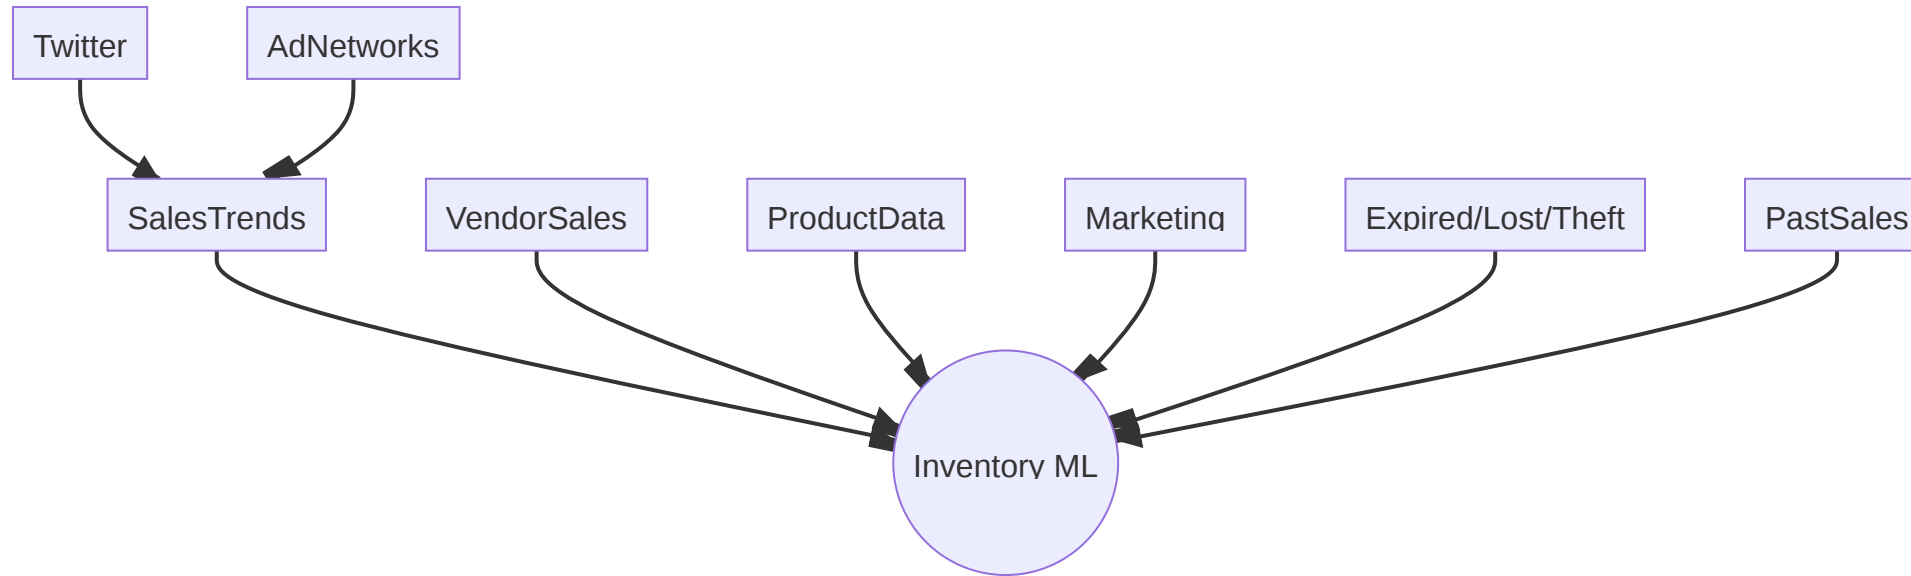 Twitter
AdNetworks
SalesTrends
VendorSales
ProductData
Marketing
Expired/Lost/Theft
PastSales
Inventory ML